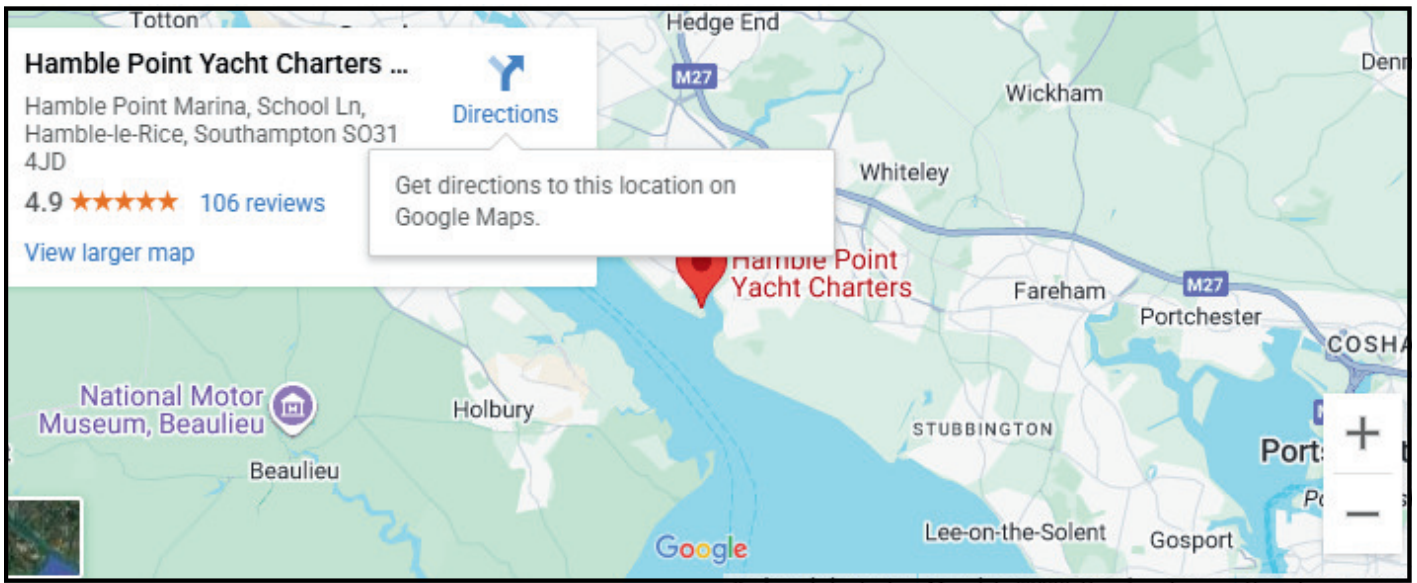 Totton
Hedge End
Hamble Point Yacht Charters ...
M27
Hamble Point Marina, School Ln,
Hamble-le-Rice, Southampton SO31
4JD
Directions
Wickham
4.9
106 reviews
View larger map
Get directions to this location on
Google Maps.
Whiteley
Hamble Point
Yacht Charters
Fareham
M27
Portchester
National Motor
Museum, Beaulieu
M
Holbury
STUBBINGTON
Beaulieu
Lee-on-the-Solent
Gosport
Google
+
−